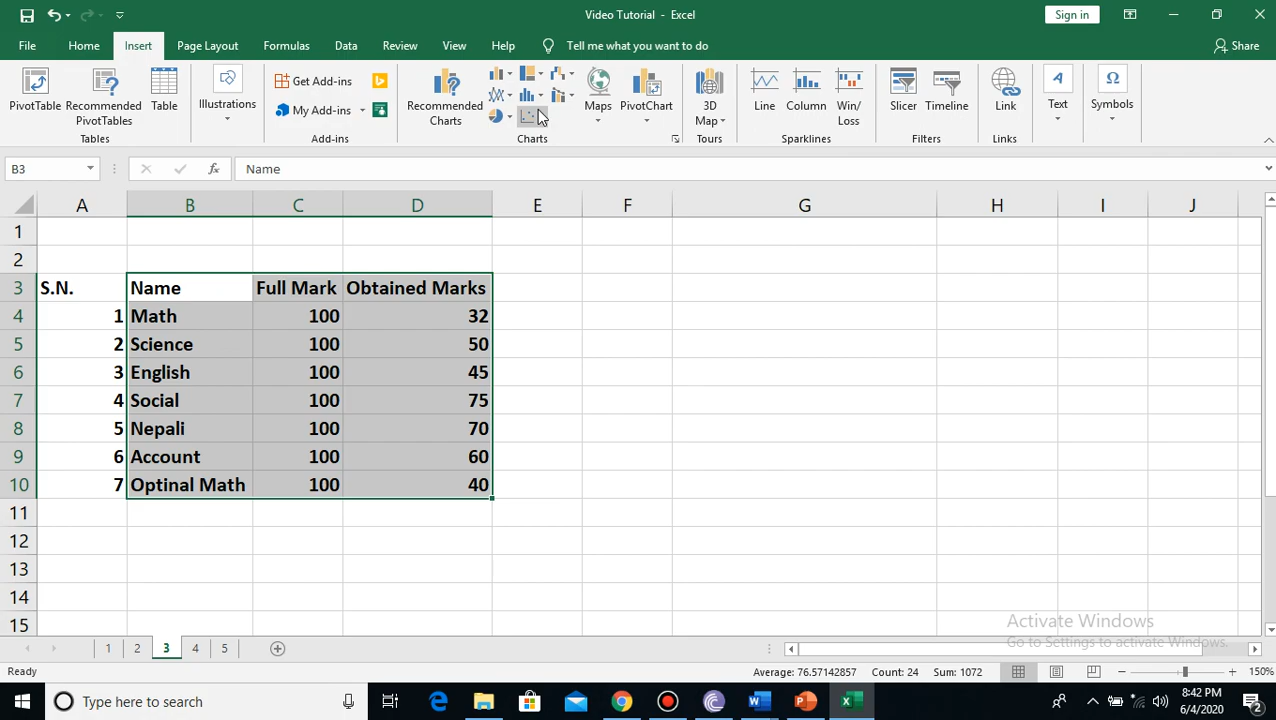 Video Tutorial - Excel
Sign in
File Home Insert Page Layout Formulas Data Review View Help Tell me what you want to do Share
PivotTable Recommended PivotTables Table Illustrations Get Add-ins My Add-ins Recommended Charts Maps PivotChart 3D Map Line Column Win/Loss Slicer Timeline Link Text Symbols
Tables Add-ins Charts Tours Sparklines Filters Links
B3 fx Name
A B C D E F G H I J
1
2
3 S.N. Name Full Mark Obtained Marks
4 1 Math 100 32
5 2 Science 100 50
6 3 English 100 45
7 4 Social 100 75
8 5 Nepali 100 70
9 6 Account 100 60
10 7 Optinal Math 100 40
11
12
13
14
15
Activate Windows
Go to Settings to activate Windows.
1 2 3 4 5
Ready Average: 76.57142857 Count: 24 Sum: 1072 150%
Type here to search
8:42 PM
6/4/2020
2